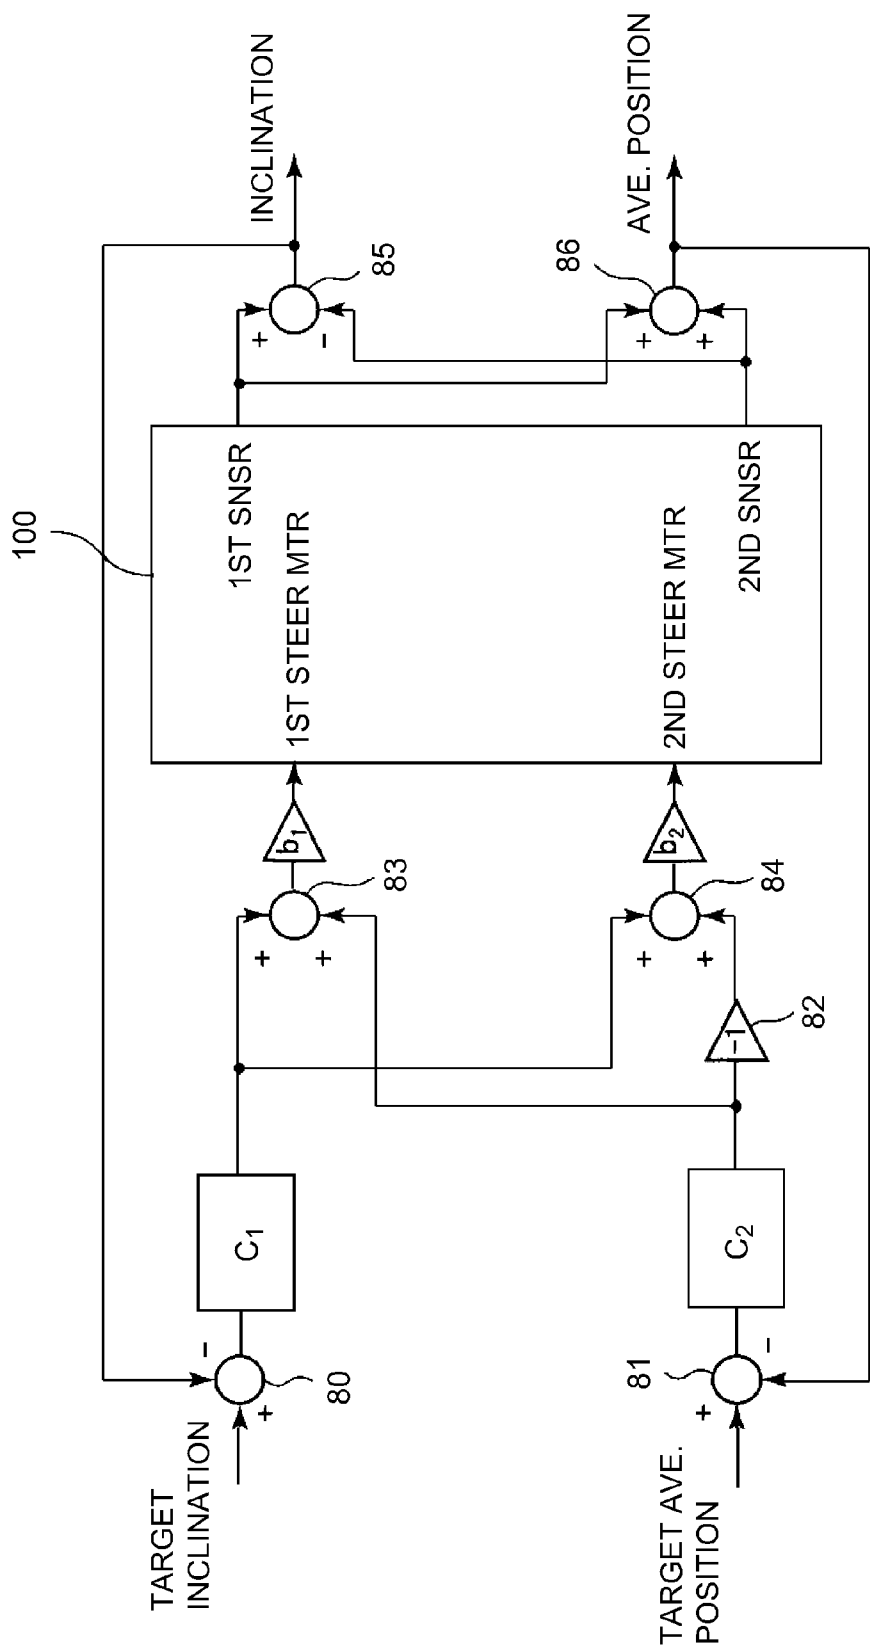 100
INCLINATION
AVE. POSITION
85
86
+
-
+
+
1ST SNSR
1ST STEER MTR
2ND STEER MTR
2ND SNSR
b1
b2
83
84
+
+
+
+
82
-1
C1
C2
-
80
+
81
-
+
TARGET
INCLINATION
TARGET AVE.
POSITION